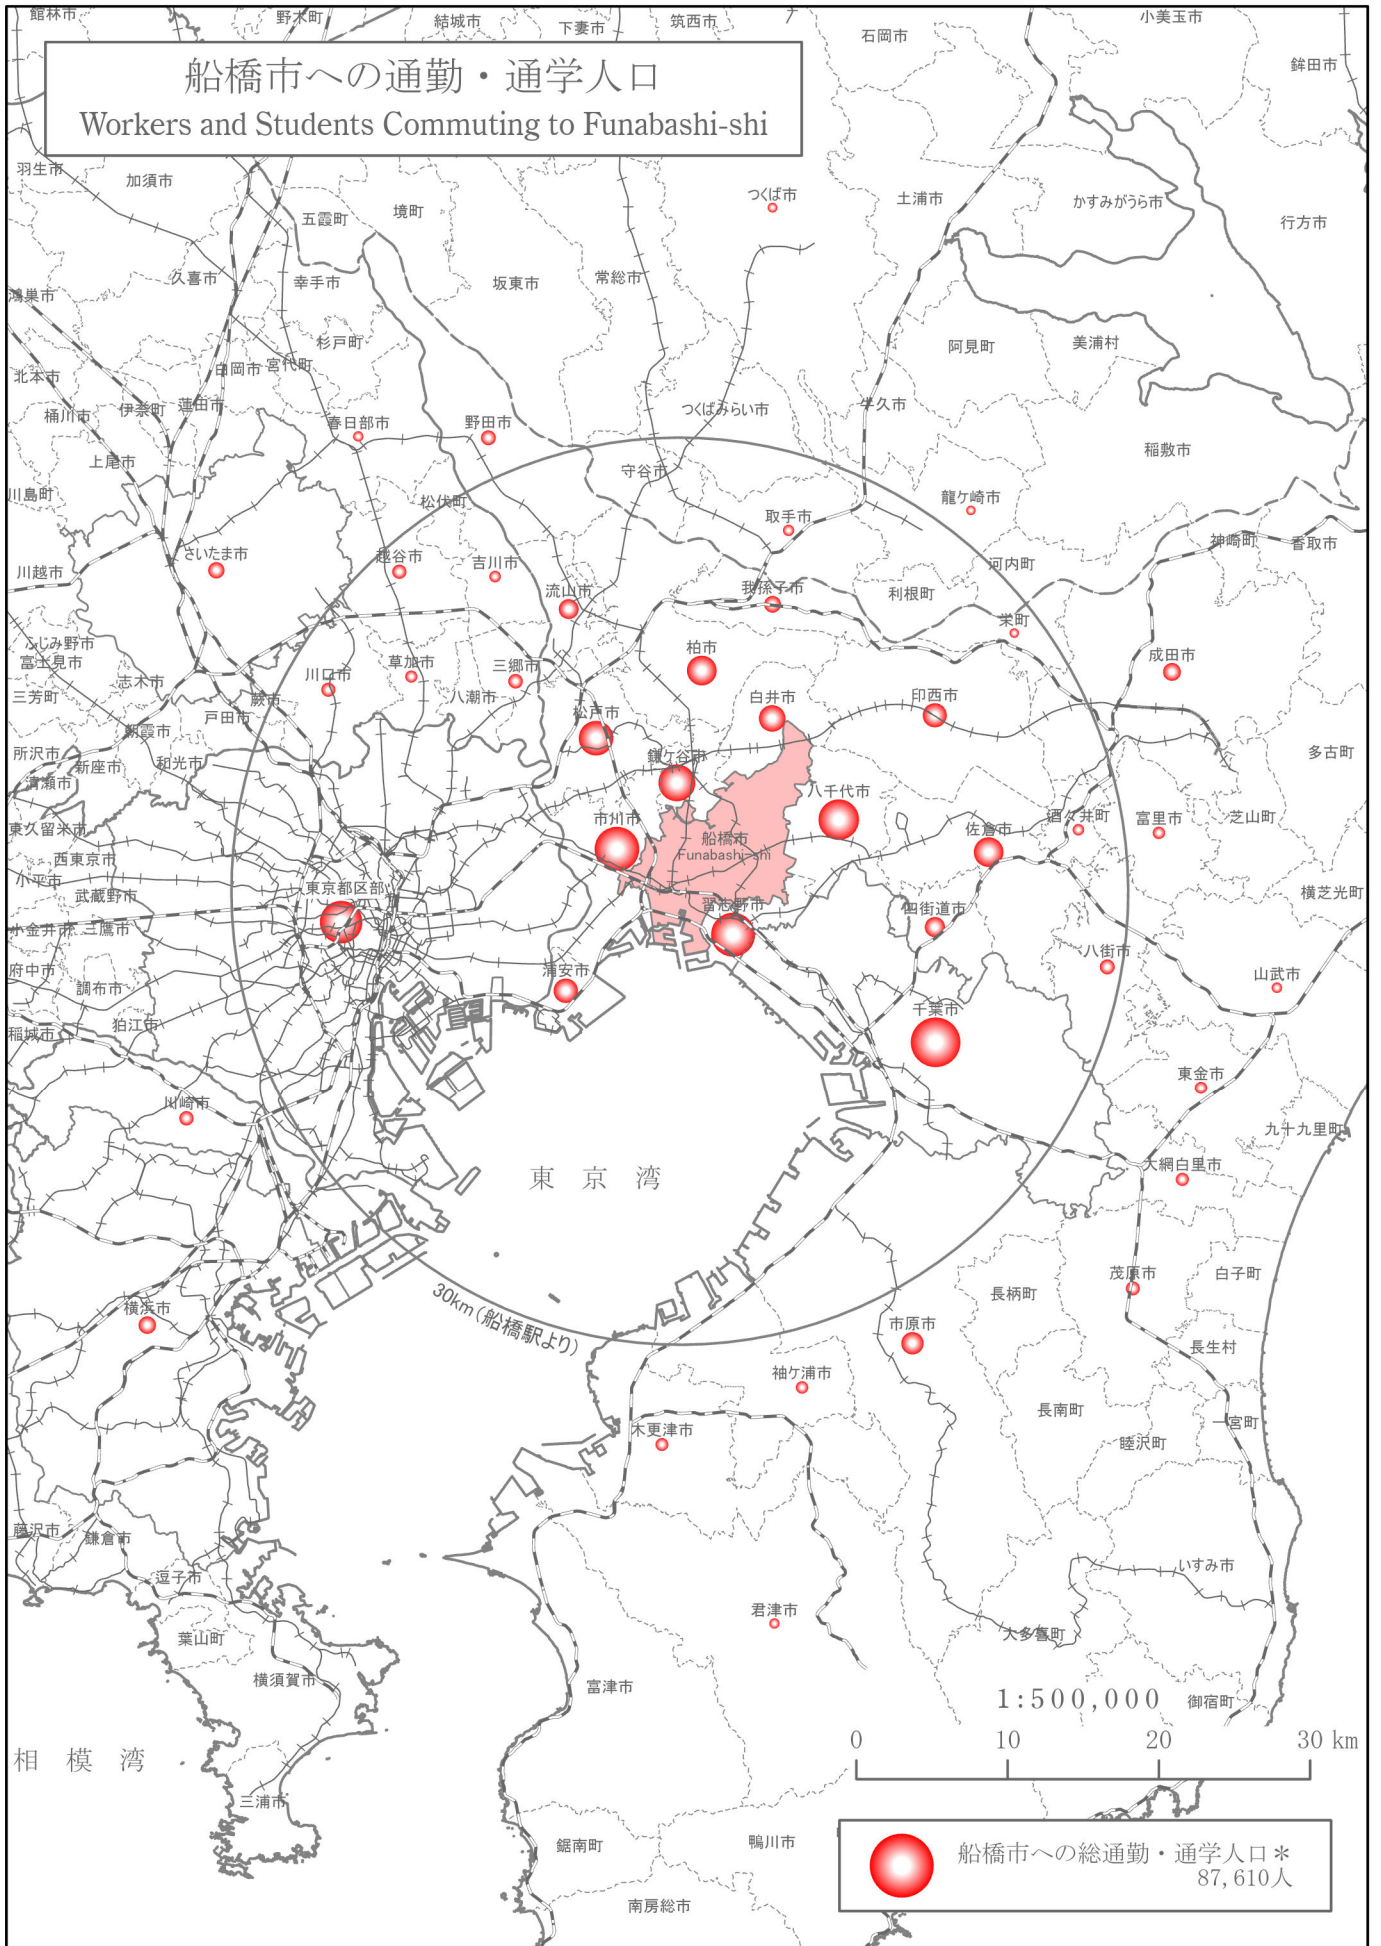 館林市
野木町
結城市
下妻市
筑西市
小美玉市
石岡市
鉾田市
船橋市への通勤・通学人口
Workers and Students Commuting to Funabashi-shi
羽生市
加須市
五霞町
境町
つくば市
土浦市
かすみがうら市
行方市
久喜市
幸手市
坂東市
常総市
鴻巣市
杉戸町
宮代町
白岡市
阿見町
美浦村
北本市
桶川市
伊奈町
蓮田市
春日部市
野田市
つくばみらい市
牛久市
上尾市
守谷市
稲敷市
川島町
松伏町
龍ケ崎市
取手市
神崎町
香取市
さいたま市
越谷市
吉川市
河内町
川越市
流山市
我孫子市
利根町
栄町
ふじみ野市
富士見市
柏市
成田市
志木市
川口市
草加市
三郷市
三芳町
蕨市
八潮市
白井市
印西市
戸田市
松戸市
朝霞市
所沢市
新座市
和光市
鎌ケ谷市
多古町
清瀬市
八千代市
東久留米市
市川市
船橋市
Funabashi-shi
佐倉市
酒々井町
富里市
芝山町
西東京市
小平市
武蔵野市
東京都区部
習志野市
四街道市
横芝光町
小金井市
三鷹市
八街市
府中市
調布市
浦安市
山武市
稲城市
狛江市
千葉市
東金市
川崎市
九十九里町
大網白里市
東京湾
茂原市
白子町
長柄町
横浜市
30km(船橋駅より)
市原市
長生村
袖ケ浦市
長南町
一宮町
木更津市
睦沢町
藤沢市
鎌倉市
逗子市
いすみ市
葉山町
君津市
大多喜町
横須賀市
富津市
御宿町
1:500,000
0 10 20 30 km
相模湾
三浦市
鋸南町
鴨川市
船橋市への総通勤・通学人口＊
87,610人
南房総市